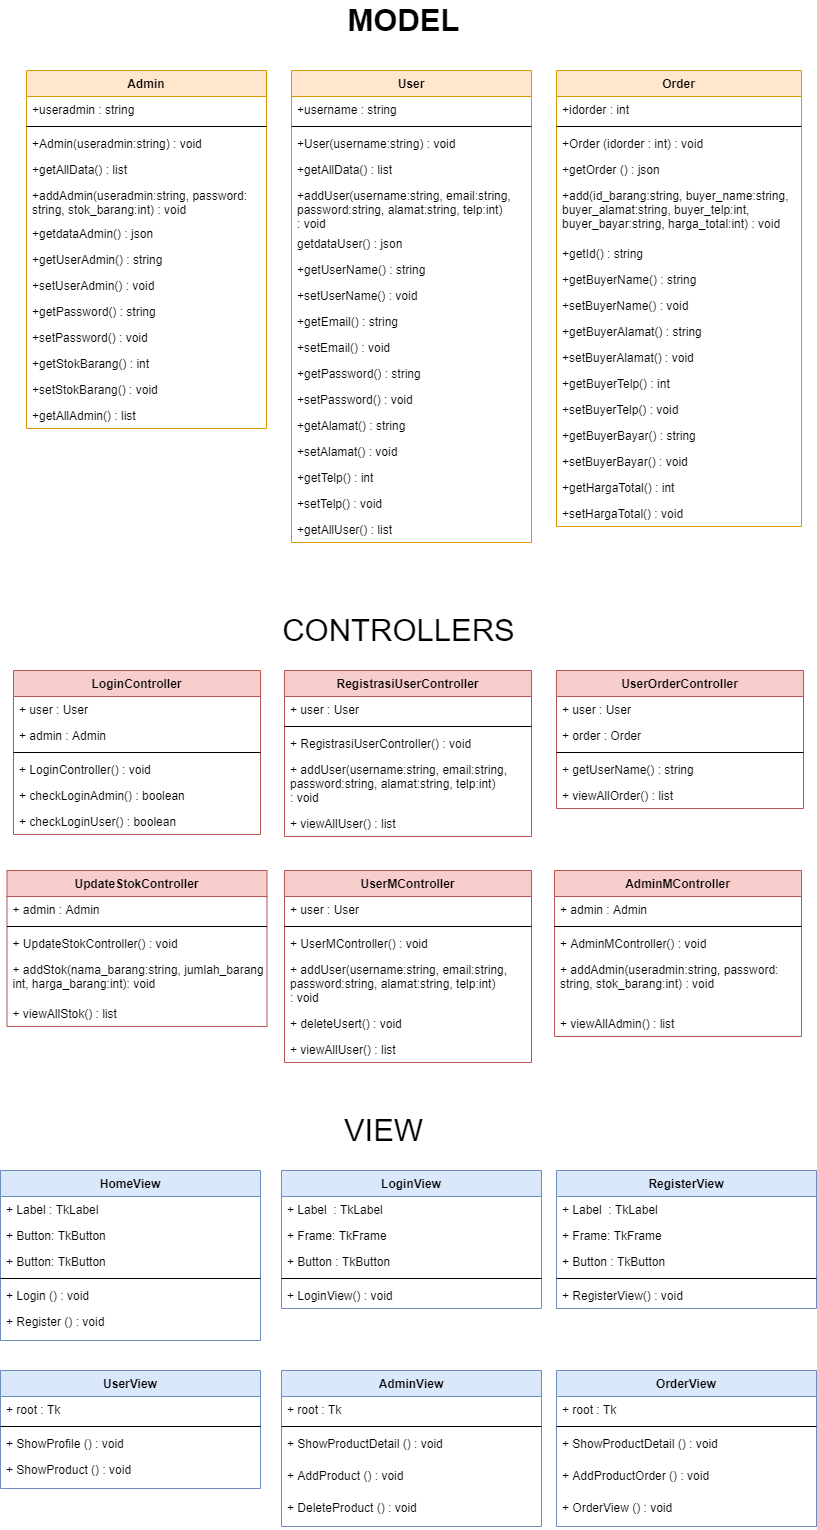 MODEL
Admin
+useradmin : string
+Admin(useradmin:string) : void
+getAllData() : list
+addAdmin(useradmin:string, password:
string, stok_barang:int) : void
+getdataAdmin() : json
+getUserAdmin() : string
+setUserAdmin() : void
+getPassword() : string
+setPassword() : void
+getStokBarang() : int
+setStokBarang() : void
+getAllAdmin() : list
User
+username : string
+User(username:string) : void
+getAllData() : list
+addUser(username:string, email:string,
password:string, alamat:string, telp:int)
: void
getdataUser() : json
+getUserName() : string
+setUserName() : void
+getEmail() : string
+setEmail() : void
+getPassword() : string
+setPassword() : void
+getAlamat() : string
+setAlamat() : void
+getTelp() : int
+setTelp() : void
+getAllUser() : list
Order
+idorder : int
+Order (idorder : int) : void
+getOrder () : json
+add(id_barang:string, buyer_name:string,
buyer_alamat:string, buyer_telp:int,
buyer_bayar:string, harga_total:int) : void
+getId() : string
+getBuyerName() : string
+setBuyerName() : void
+getBuyerAlamat() : string
+setBuyerAlamat() : void
+getBuyerTelp() : int
+setBuyerTelp() : void
+getBuyerBayar() : string
+setBuyerBayar() : void
+getHargaTotal() : int
+setHargaTotal() : void
CONTROLLERS
LoginController
+ user : User
+ admin : Admin
+ LoginController() : void
+ checkLoginAdmin() : boolean
+ checkLoginUser() : boolean
RegistrasiUserController
+ user : User
+ RegistrasiUserController() : void
+ addUser(username:string, email:string,
password:string, alamat:string, telp:int)
: void
+ viewAllUser() : list
UserOrderController
+ user : User
+ order : Order
+ getUserName() : string
+ viewAllOrder() : list
UpdateStokController
+ admin : Admin
+ UpdateStokController() : void
+ addStok(nama_barang:string, jumlah_barang
int, harga_barang:int): void
+ viewAllStok() : list
UserMController
+ user : User
+ UserMController() : void
+ addUser(username:string, email:string,
password:string, alamat:string, telp:int)
: void
+ deleteUsert() : void
+ viewAllUser() : list
AdminMController
+ admin : Admin
+ AdminMController() : void
+ addAdmin(useradmin:string, password:
string, stok_barang:int) : void
+ viewAllAdmin() : list
VIEW
HomeView
+ Label : TkLabel
+ Button: TkButton
+ Button: TkButton
+ Login () : void
+ Register () : void
LoginView
+ Label  : TkLabel
+ Frame: TkFrame
+ Button : TkButton
+ LoginView() : void
RegisterView
+ Label  : TkLabel
+ Frame: TkFrame
+ Button : TkButton
+ RegisterView() : void
UserView
+ root : Tk
+ ShowProfile () : void
+ ShowProduct () : void
AdminView
+ root : Tk
+ ShowProductDetail () : void
+ AddProduct () : void
+ DeleteProduct () : void
OrderView
+ root : Tk
+ ShowProductDetail () : void
+ AddProductOrder () : void
+ OrderView () : void